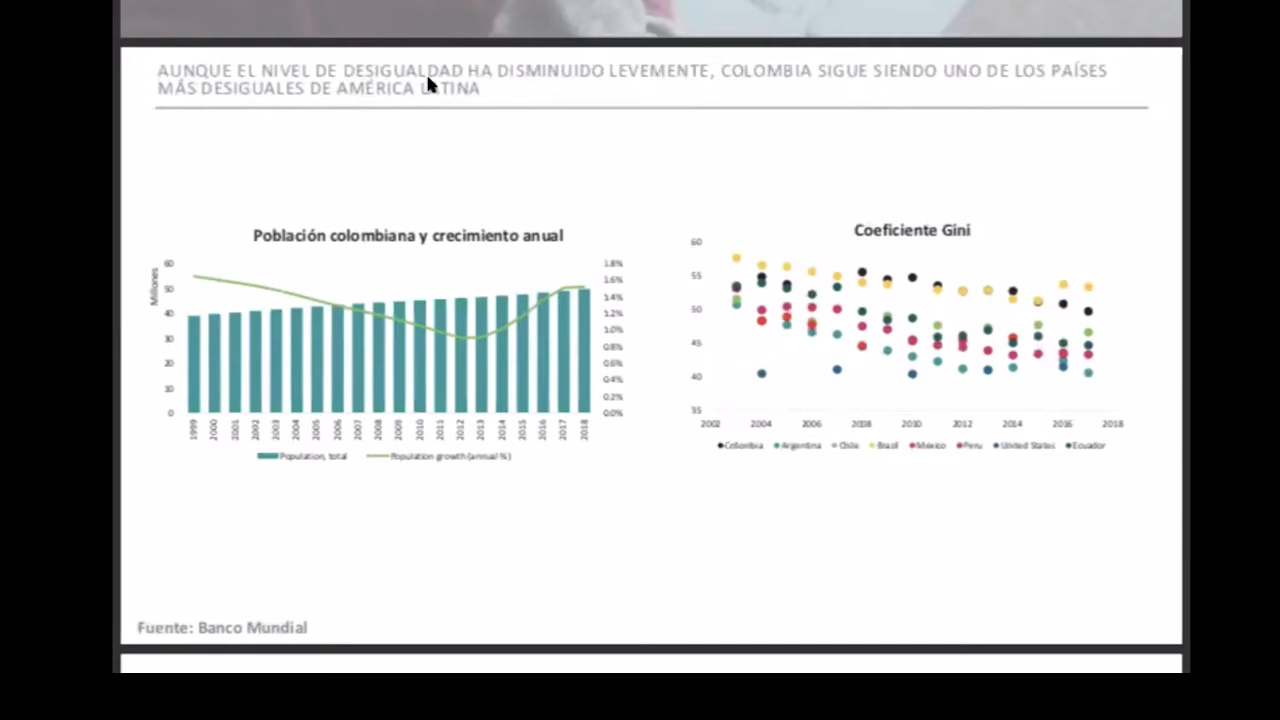 AUNQUE EL NIVEL DE DESIGUALDAD HA DISMINUIDO LEVEMENTE, COLOMBIA SIGUE SIENDO UNO DE LOS PAÍSES
MÁS DESIGUALES DE AMÉRICA LATINA
Población colombiana y crecimiento anual
Millones
60
50
40
30
20
10
0
1.8%
1.6%
1.4%
1.2%
1.0%
0.8%
0.6%
0.4%
0.2%
0.0%
1999 2000 2001 2002 2003 2004 2005 2006 2007 2008 2009 2010 2011 2012 2013 2014 2015 2016 2017 2018
Population, total Population growth (annual %)
Coeficiente Gini
60
55
50
45
40
35
2002 2004 2006 2008 2010 2012 2014 2016 2018
Colombia Argentina Chile Brazil Mexico Peru United States Ecuador
Fuente: Banco Mundial